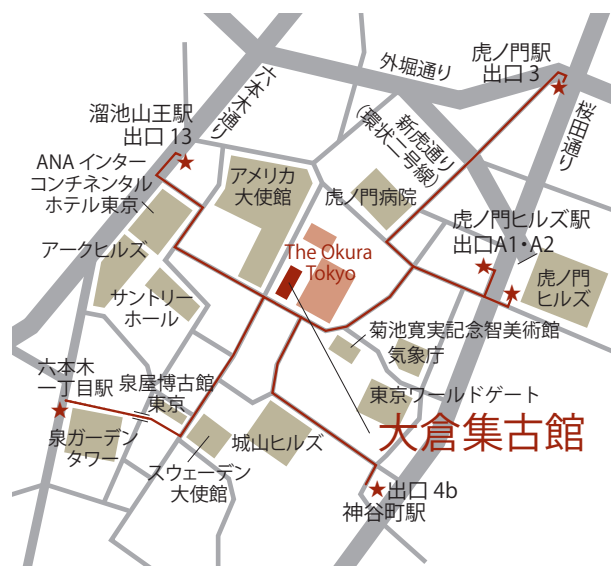 外堀通り
虎ノ門駅
出口 3
六本木通り
桜田通り
溜池山王駅
出口 13
新虎通り
(環状二号線)
ANA インター
コンチネンタル
ホテル東京
アメリカ
大使館
虎ノ門病院
虎ノ門ヒルズ駅
出口A1・A2
アークヒルズ
The Okura
Tokyo
虎ノ門
ヒルズ
サントリー
ホール
菊池寛実記念智美術館
気象庁
六本木
一丁目駅
泉屋博古館
東京
東京ワールドゲート
大倉集古館
泉ガーデン
タワー
城山ヒルズ
スウェーデン
大使館
出口 4b
神谷町駅